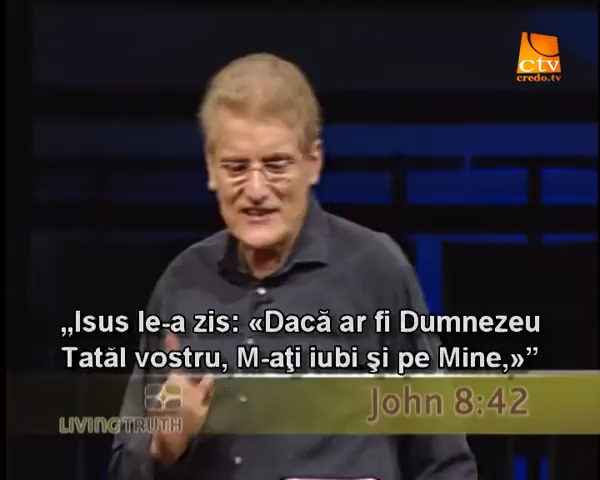 ctv
credo.tv
„Isus le-a zis: «Dacă ar fi Dumnezeu
Tatăl vostru, M-aţi iubi şi pe Mine,»”
John 8:42
LIVING TRUTH